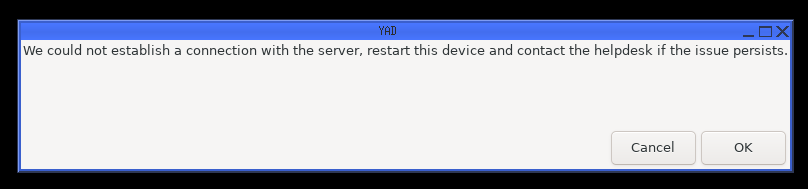 YAD
We could not establish a connection with the server, restart this device and contact the helpdesk if the issue persists.
Cancel
OK